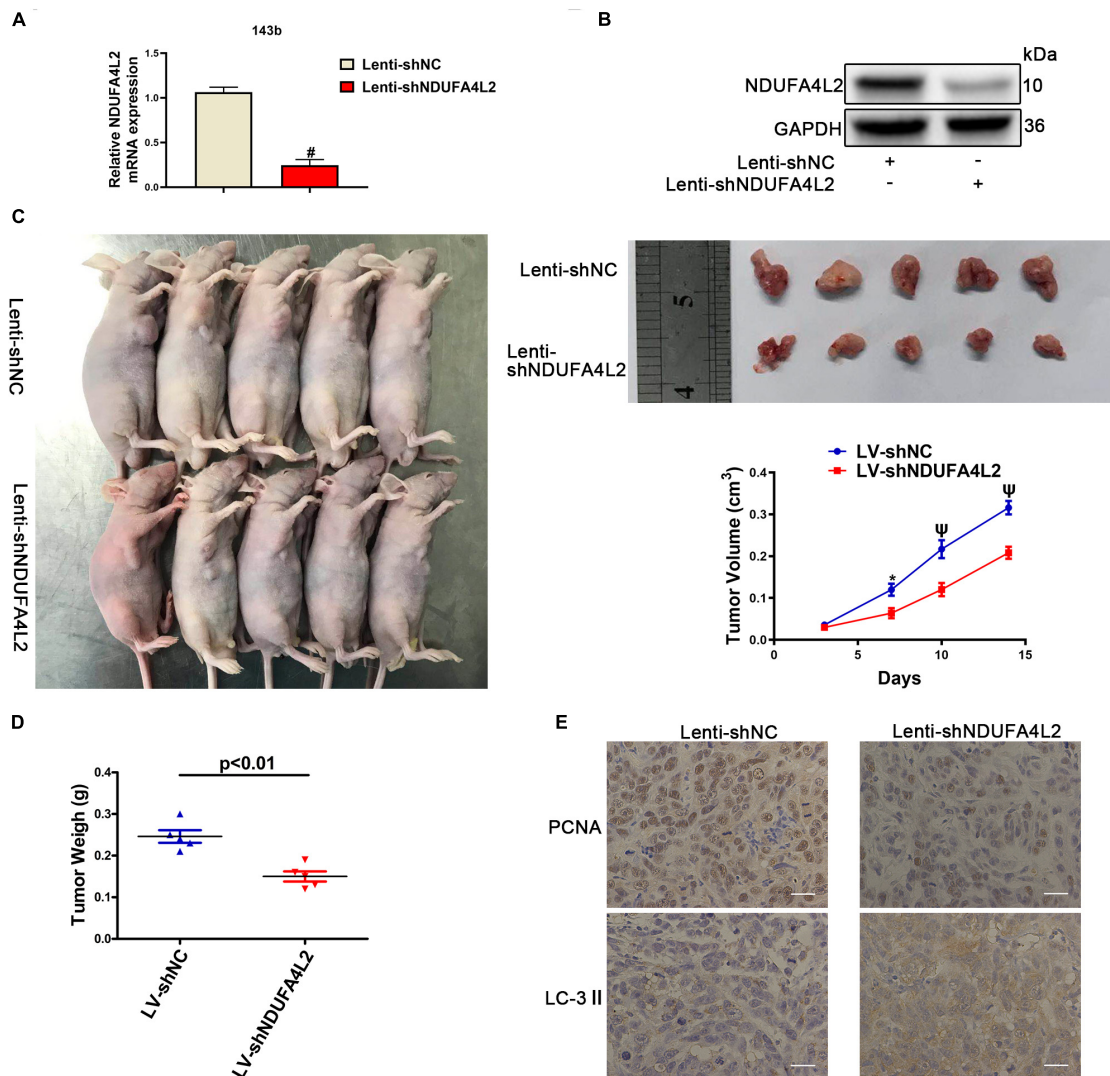 A
143b
Relative NDUFA4L2
mRNA expression
1.5
1.0
0.5
0.0
#
Lenti-shNC
Lenti-shNDUFA4L2
B
kDa
NDUFA4L2
10
GAPDH
36
Lenti-shNC + -
Lenti-shNDUFA4L2 - +
C
Lenti-shNC
Lenti-shNDUFA4L2
Lenti-shNC
Lenti-
shNDUFA4L2
5
4
LV-shNC
LV-shNDUFA4L2
Tumor Volume (cm³)
0.4
0.3
0.2
0.1
0.0
* Ψ Ψ
0 5 10 15
Days
D
p<0.01
Tumor Weigh (g)
0.4
0.3
0.2
0.1
0.0
LV-shNC
LV-shNDUFA4L2
E
Lenti-shNC
Lenti-shNDUFA4L2
PCNA
LC-3 II